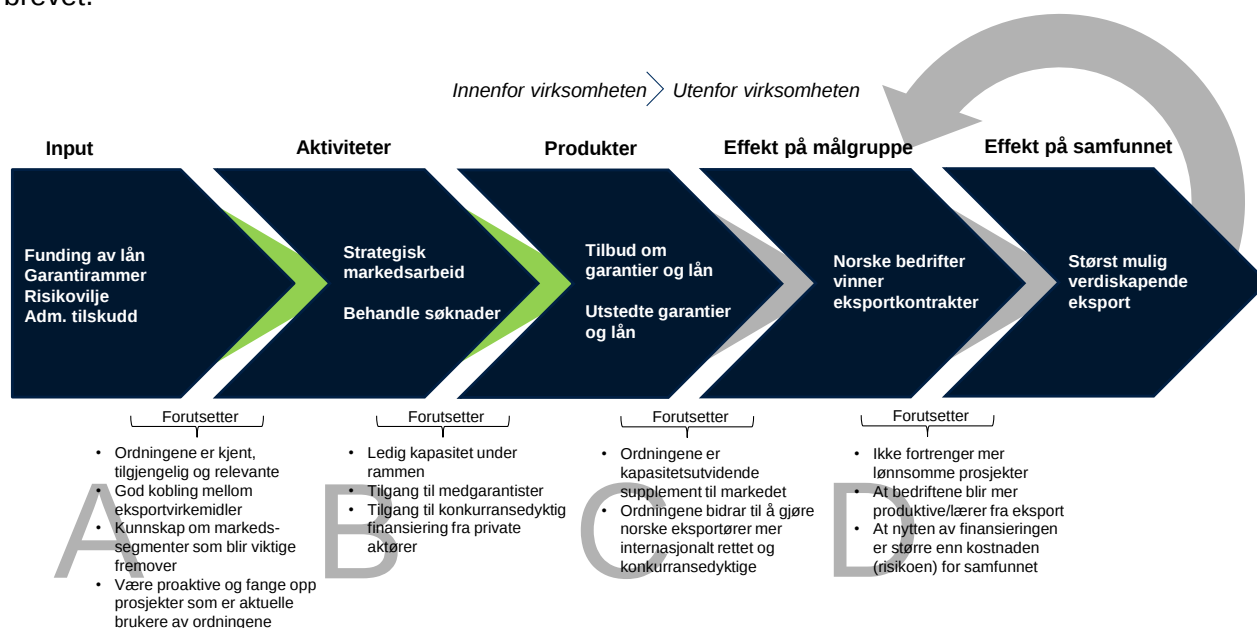 brevet.
Innenfor virksomheten
Utenfor virksomheten
Input
Aktiviteter
Produkter
Effekt på målgruppe
Effekt på samfunnet
Funding av lån
Garantirammer
Risikovilje
Adm. tilskudd
Strategisk
markedsarbeid
Behandle søknader
Tilbud om
garantier og lån
Utstedte garantier
og lån
Norske bedrifter
vinner
eksportkontrakter
Størst mulig
verdiskapende
eksport
Forutsetter
A
• Ordningene er kjent,
tilgjengelig og relevante
• God kobling mellom
eksportvirkemidler
• Kunnskap om markeds-
segmenter som blir viktige
fremover
• Være proaktive og fange opp
prosjekter som er aktuelle
brukere av ordningene
Forutsetter
B
• Ledig kapasitet under
rammen
• Tilgang til medgarantister
• Tilgang til konkurransedyktig
finansiering fra private
aktører
Forutsetter
C
• Ordningene er
kapasitetsutvidende
supplement til markedet
• Ordningene bidrar til å gjøre
norske eksportører mer
internasjonalt rettet og
konkurransedyktige
Forutsetter
D
• Ikke fortrenger mer
lønnsomme prosjekter
• At bedriftene blir mer
produktive/lærer fra eksport
• At nytten av finansieringen
er større enn kostnaden
(risikoen) for samfunnet